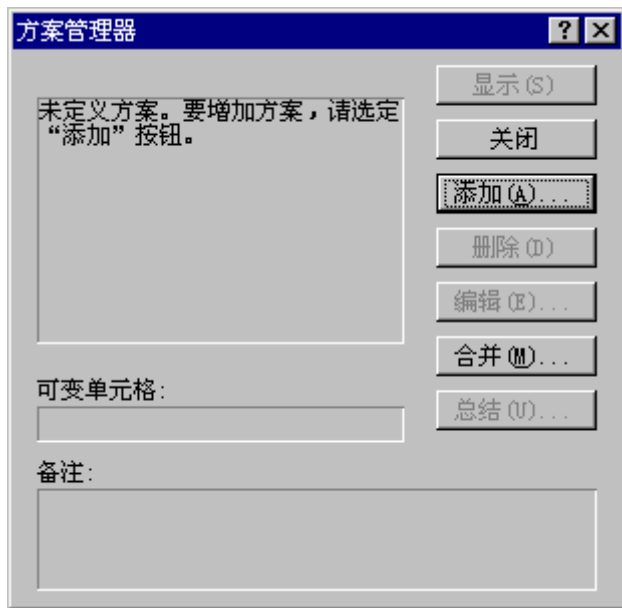 方案管理器
未定义方案。要增加方案，请选定
“添加”按钮。
显示(S)
关闭
添加(A)...
删除(D)
编辑(E)...
合并(M)...
总结(U)...
可变单元格:
备注: